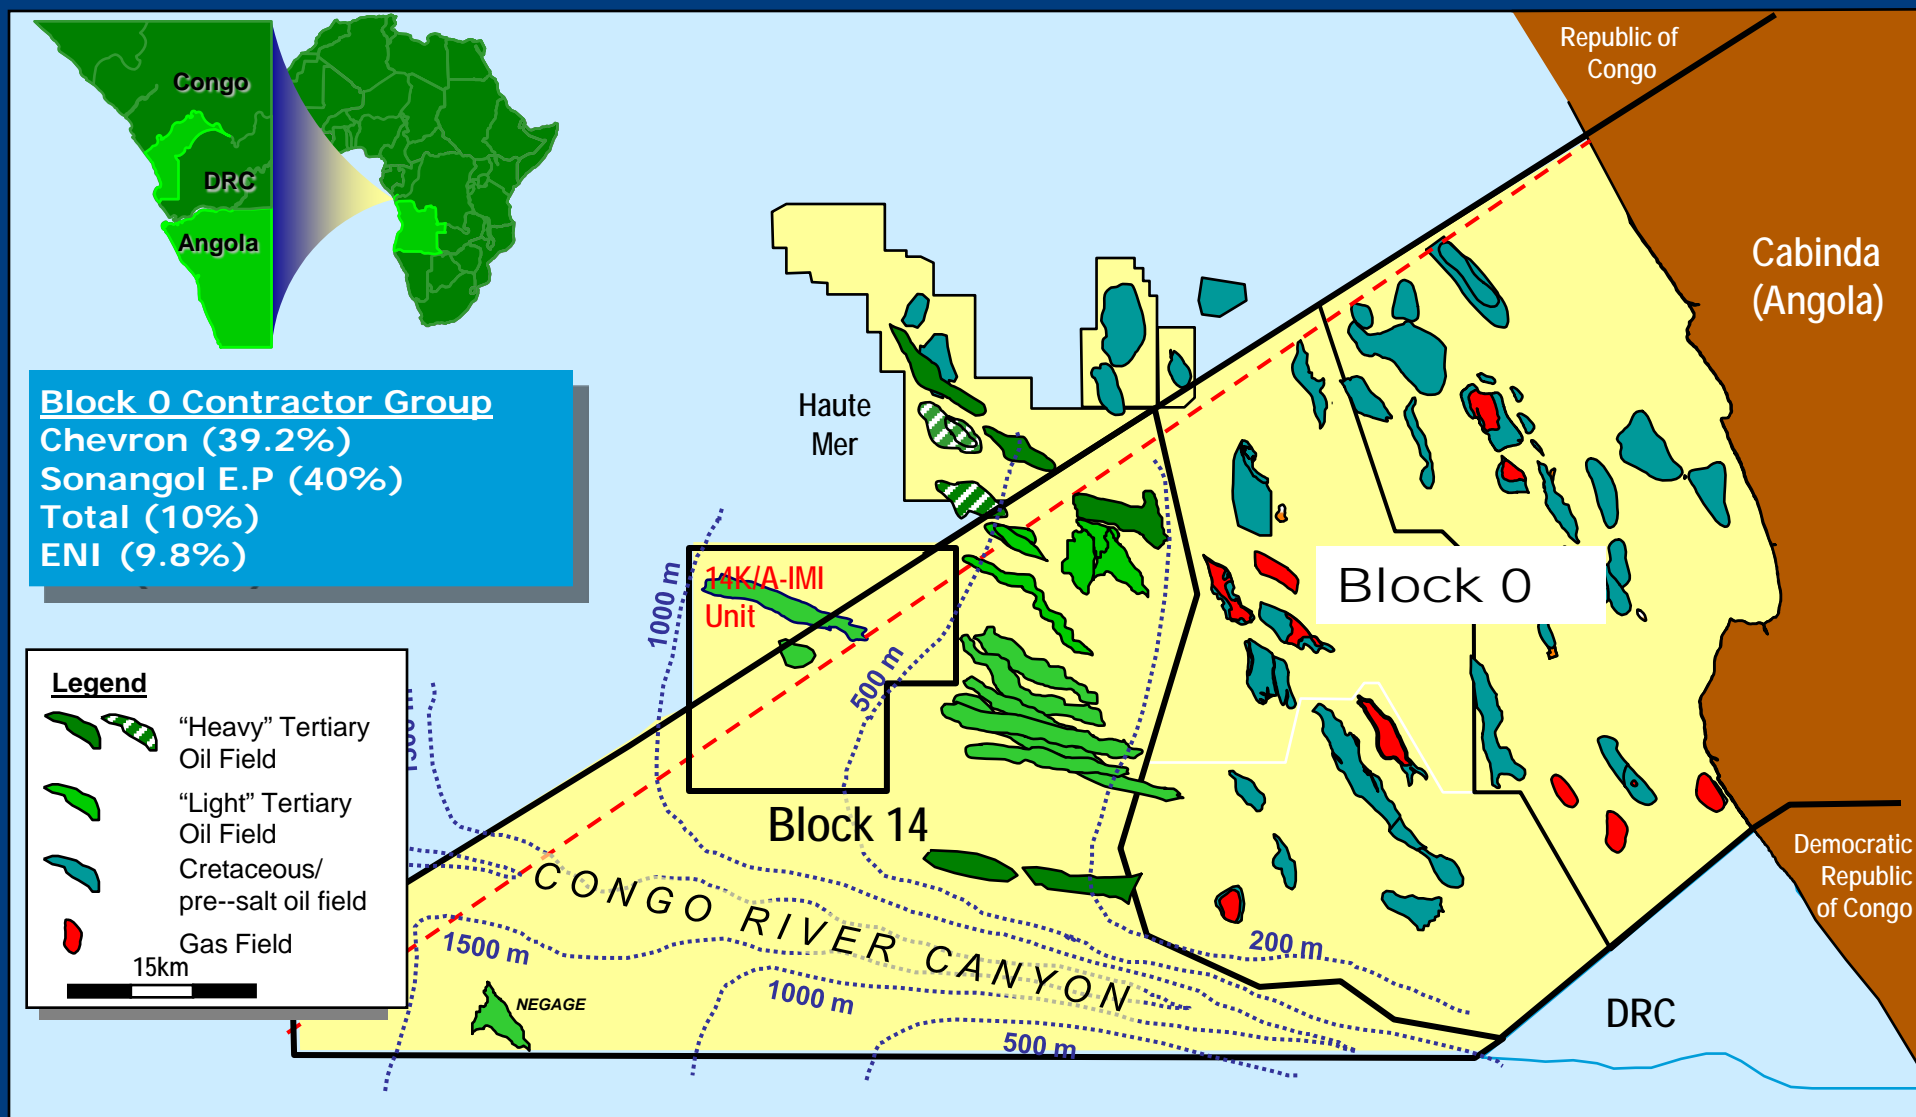 Congo
DRC
Angola
Block 0 Contractor Group
Chevron (39.2%)
Sonangol E.P (40%)
Total (10%)
ENI (9.8%)
Legend
“Heavy” Tertiary
Oil Field
“Light” Tertiary
Oil Field
Cretaceous/
pre--salt oil field
Gas Field
15km
Republic of
Congo
Cabinda
(Angola)
Haute
Mer
14K/A-IMI
Unit
1000 m
500 m
Block 0
Block 14
CONGO RIVER CANYON
1500 m
1000 m
500 m
200 m
NEGAGE
Democratic
Republic
of Congo
DRC